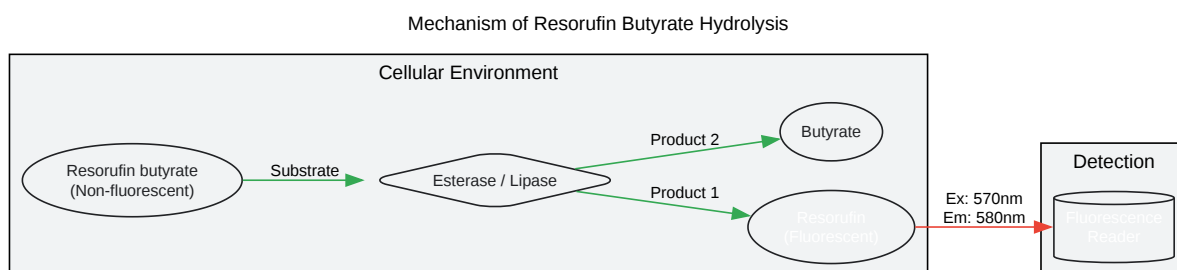 Mechanism of Resorufin Butyrate Hydrolysis
Cellular Environment
Resorufin butyrate
(Non-fluorescent)
Substrate
Esterase / Lipase
Product 2
Butyrate
Product 1
Resorufin
(Fluorescent)
Ex: 570nm
Em: 580nm
Detection
Fluorescence
Reader